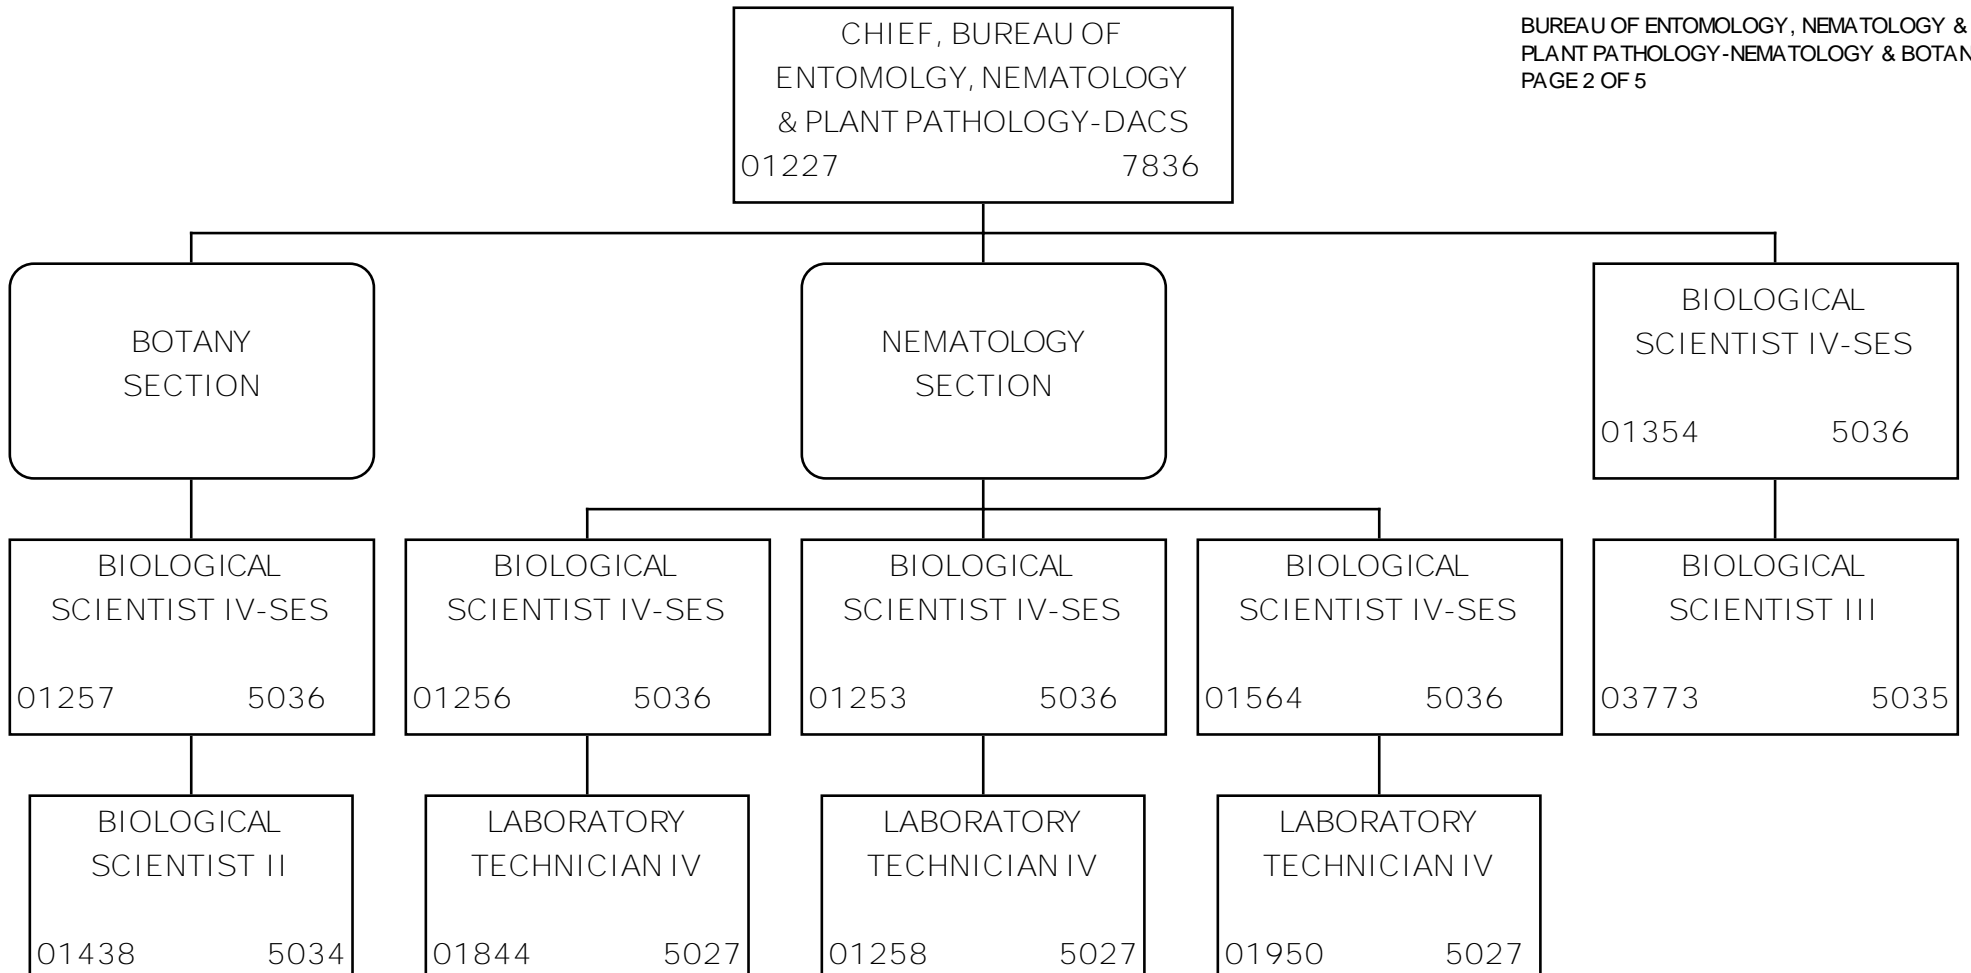 BUREAU OF ENTOMOLOGY, NEMATOLOGY &
PLANT PATHOLOGY-NEMATOLOGY & BOTAN
PAGE 2 OF 5
CHIEF, BUREAU OF
ENTOMOLGY, NEMATOLOGY
& PLANT PATHOLOGY-DACS
01227 7836
BOTANY
SECTION
NEMATOLOGY
SECTION
BIOLOGICAL
SCIENTIST IV-SES
01354 5036
BIOLOGICAL
SCIENTIST IV-SES
01257 5036
BIOLOGICAL
SCIENTIST IV-SES
01256 5036
BIOLOGICAL
SCIENTIST IV-SES
01253 5036
BIOLOGICAL
SCIENTIST IV-SES
01564 5036
BIOLOGICAL
SCIENTIST III
03773 5035
BIOLOGICAL
SCIENTIST II
01438 5034
LABORATORY
TECHNICIAN IV
01844 5027
LABORATORY
TECHNICIAN IV
01258 5027
LABORATORY
TECHNICIAN IV
01950 5027